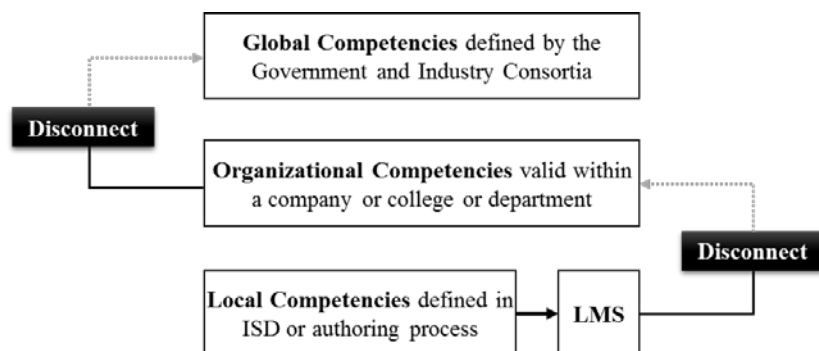 Global Competencies defined by the
Government and Industry Consortia
Disconnect
Organizational Competencies valid within
a company or college or department
Disconnect
Local Competencies defined in
ISD or authoring process
LMS